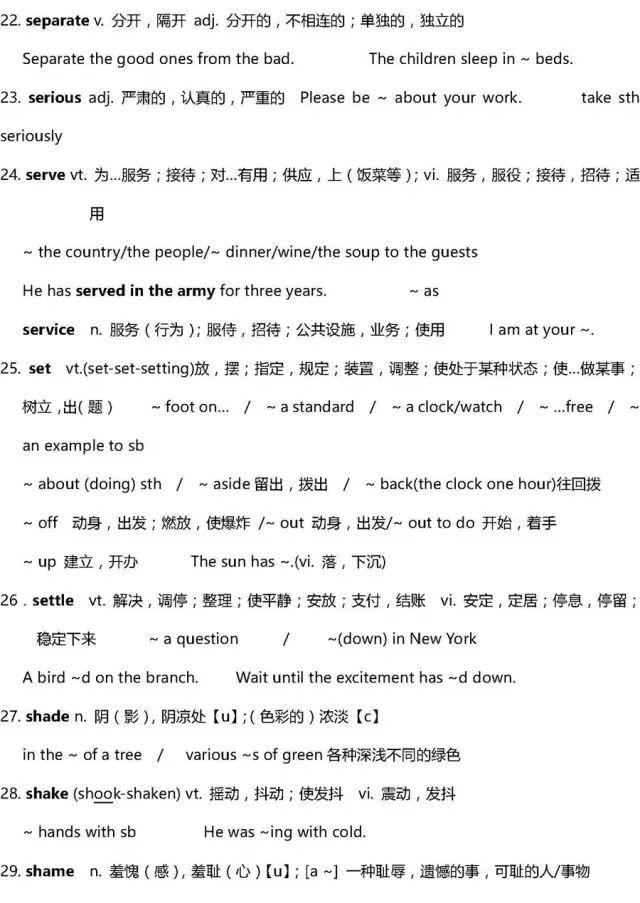 22. separate v. 分开，隔开 adj. 分开的，不相连的；单独的，独立的
Separate the good ones from the bad. The children sleep in ~ beds.
23. serious adj. 严肃的，认真的，严重的 Please be ~ about your work. take sth
seriously
24. serve vt. 为…服务；接待；对…有用；供应，上（饭菜等）；vi. 服务，服役；接待，招待；适
用
~ the country/the people/~ dinner/wine/the soup to the guests
He has served in the army for three years. ~ as
service n. 服务（行为）；服侍，招待；公共设施，业务；使用 I am at your ~.
25. set vt.(set-set-setting)放，摆；指定，规定；装置，调整；使处于某种状态；使…做某事；
树立，出（题） ~ foot on… / ~ a standard / ~ a clock/watch / ~ …free / ~
an example to sb
~ about (doing) sth / ~ aside 留出，拨出 / ~ back(the clock one hour)往回拨
~ off 动身，出发；燃放，使爆炸 /~ out 动身，出发/~ out to do 开始，着手
~ up 建立，开办 The sun has ~.(vi. 落，下沉)
26．settle vt. 解决，调停；整理；使平静；安放；支付，结账 vi. 安定，定居；停息，停留；
稳定下来 ~ a question / ~(down) in New York
A bird ~d on the branch. Wait until the excitement has ~d down.
27. shade n. 阴（影），阴凉处【u】；（色彩的）浓淡【c】
in the ~ of a tree / various ~s of green 各种深浅不同的绿色
28. shake (shook-shaken) vt. 摇动，抖动；使发抖 vi. 震动，发抖
~ hands with sb He was ~ing with cold.
29. shame n. 羞愧（感），羞耻（心）【u】；[a ~] 一种耻辱，遗憾的事，可耻的人/事物